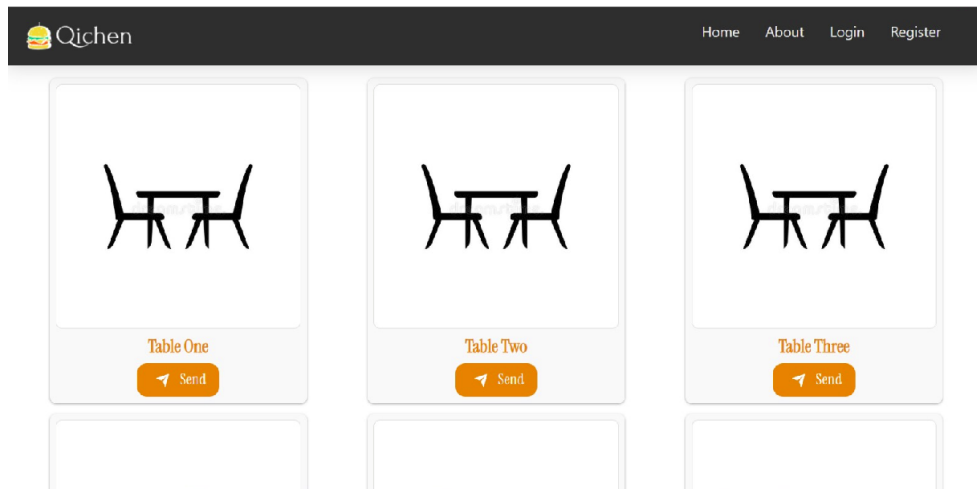 Qichen
Home About Login Register
Table One
Table Two
Table Three
Send
Send
Send